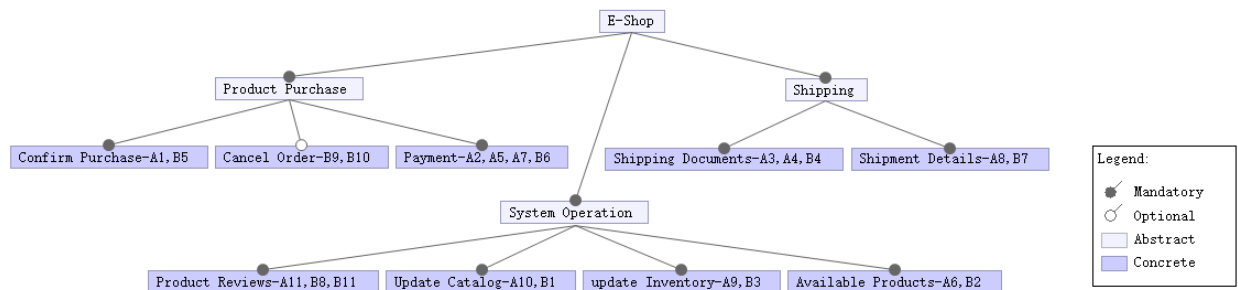 E-Shop
Product Purchase
Shipping
Confirm Purchase-A1,B5
Cancel Order-B9,B10
Payment-A2,A5,A7,B6
Shipping Documents-A3,A4,B4
Shipment Details-A8,B7
System Operation
Product Reviews-A11,B8,B11
Update Catalog-A10,B1
update Inventory-A9,B3
Available Products-A6,B2
Legend:
Mandatory
Optional
Abstract
Concrete